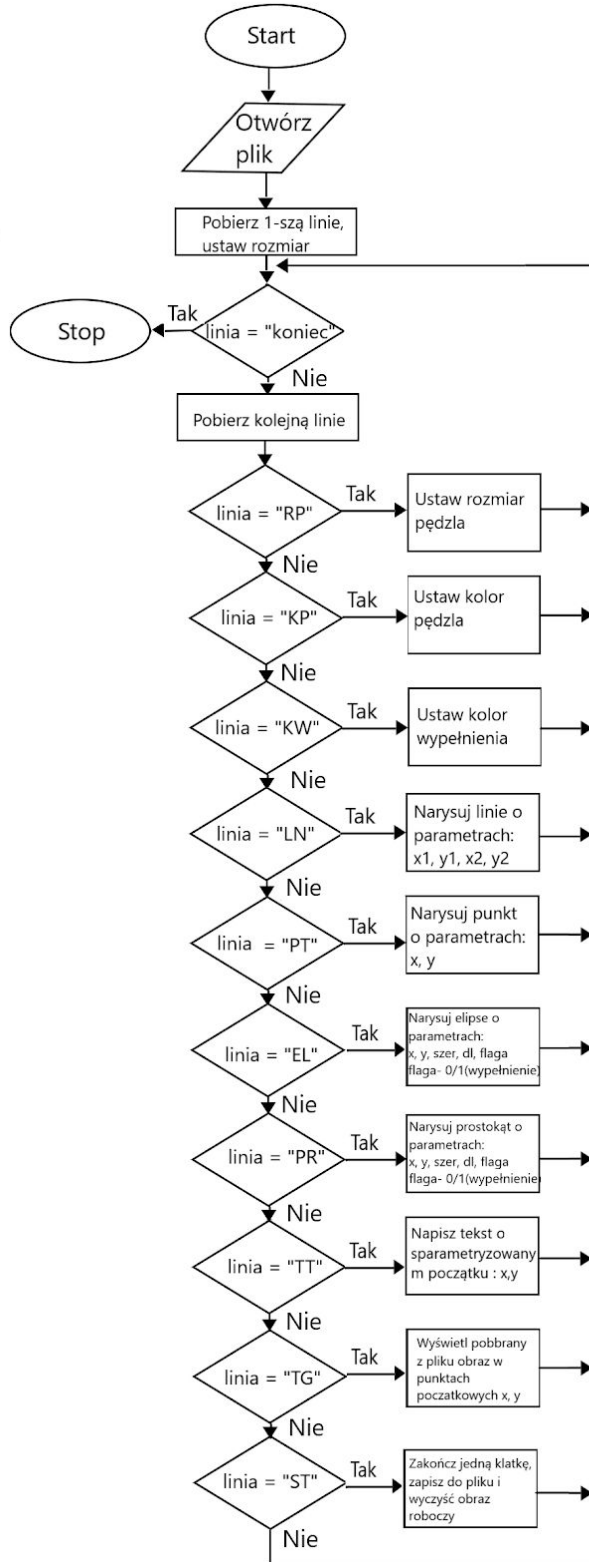 Start
Otwórz
plik
Pobierz 1-szą linie,
ustaw rozmiar
Tak
Stop
linia = "koniec"
Nie
Pobierz kolejną linie
linia = "RP"
Tak
Ustaw rozmiar
pędzla
Nie
linia = "KP"
Tak
Ustaw kolor
pędzla
Nie
linia = "KW"
Tak
Ustaw kolor
wypełnienia
Nie
linia = "LN"
Tak
Narysuj linie o
parametrach:
x1, y1, x2, y2
Nie
linia = "PT"
Tak
Narysuj punkt
o parametrach:
x, y
Nie
linia = "EL"
Tak
Narysuj elipse o
parametrach:
x, y, szer, dl, flaga
flaga- 0/1(wypełnienie)
Nie
linia = "PR"
Tak
Narysuj prostokąt o
parametrach:
x, y, szer, dl, flaga
flaga- 0/1(wypełnienie)
Nie
linia = "TT"
Tak
Napisz tekst o
sparametryzowany
m początku : x,y
Nie
linia = "TG"
Tak
Wyświetl pobbrany
z pliku obraz w
punktach
poczatkowych x, y
Nie
linia = "ST"
Tak
Zakończ jedną klatkę,
zapisz do pliku i
wyczyść obraz
roboczy
Nie